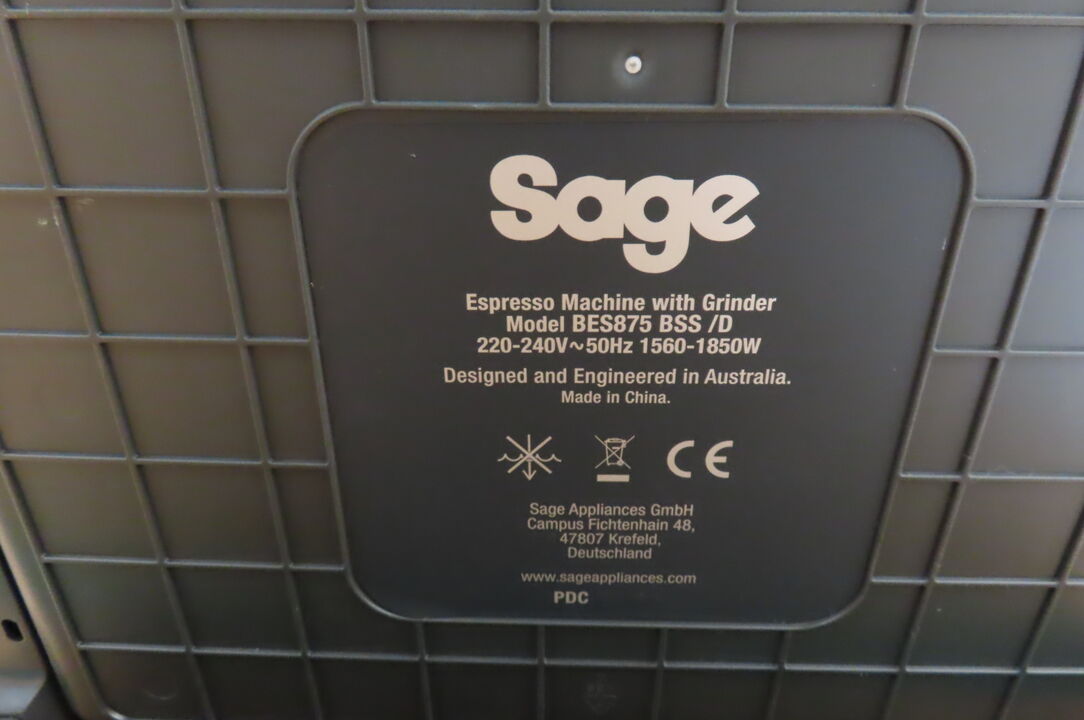 Sage
Espresso Machine with Grinder
Model BES875 BSS /D
220-240V~50Hz 1560-1850W
Designed and Engineered in Australia.
Made in China.
CE
Sage Appliances GmbH
Campus Fichtenhain 48,
47807 Krefeld,
Deutschland
www.sageappliances.com
PDC